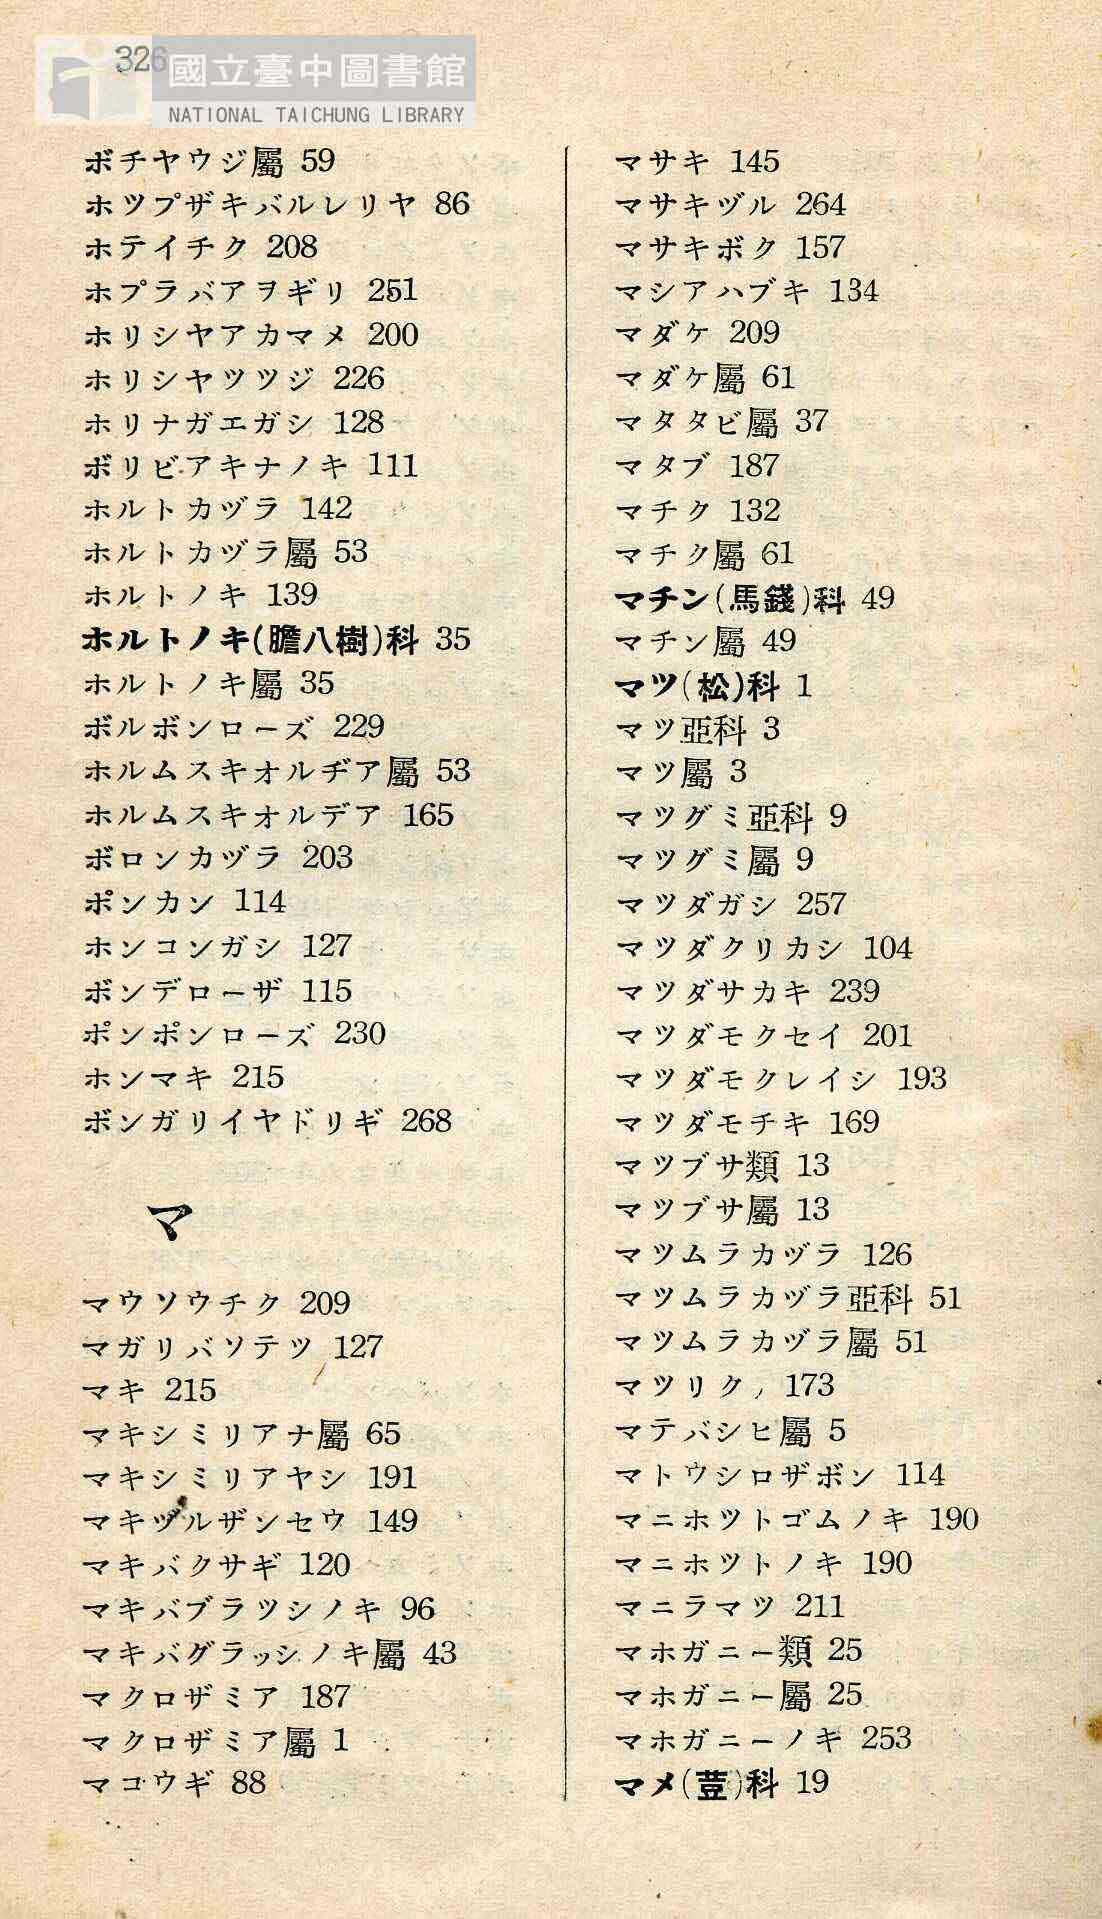 326
國立臺中圖書館
NATIONAL TAICHUNG LIBRARY
ボチヤウジ屬 59
ホツプザキバルレリヤ 86
ホテイチク 208
ホプラバアヲギリ 251
ホリシヤアカマメ 200
ホリシヤツツジ 226
ホリナガエガシ 128
ボリビアキナノキ 111
ホルトカヅラ 142
ホルトカヅラ屬 53
ホルトノキ 139
ホルトノキ(膽八樹)科 35
ホルトノキ屬 35
ボルボンローズ 229
ホルムスキオルヂア屬 53
ホルムスキオルデア 165
ボロンカヅラ 203
ポンカン 114
ホンコンガシ 127
ボンデローザ 115
ポンポンローズ 230
ホンマキ 215
ボンガリイヤドリギ 268
マ
マウソウチク 209
マガリバソテツ 127
マキ 215
マキシミリアナ屬 65
マキシミリアヤシ 191
マキヅルザンセウ 149
マキバクサギ 120
マキバブラツシノキ 96
マキバグラッシノキ屬 43
マクロザミア 187
マクロザミア屬 1
マコウギ 88
マサキ 145
マサキヅル 264
マサキボク 157
マシアハブキ 134
マダケ 209
マダケ屬 61
マタタビ屬 37
マタブ 187
マチク 132
マチク屬 61
マチン(馬錢)科 49
マチン屬 49
マツ(松)科 1
マツ亞科 3
マツ屬 3
マツグミ亞科 9
マツグミ屬 9
マツダガシ 257
マツダクリカシ 104
マツダサカキ 239
マツダモクセイ 201
マツダモクレイシ 193
マツダモチキ 169
マツブサ類 13
マツブサ屬 13
マツムラカヅラ 126
マツムラカヅラ亞科 51
マツムラカヅラ屬 51
マツリク, 173
マテバシヒ屬 5
マトウシロザボン 114
マニホツトゴムノキ 190
マニホツトノキ 190
マニラマツ 211
マホガニー類 25
マホガニー屬 25
マホガニーノキ 253
マメ(荳)科 19